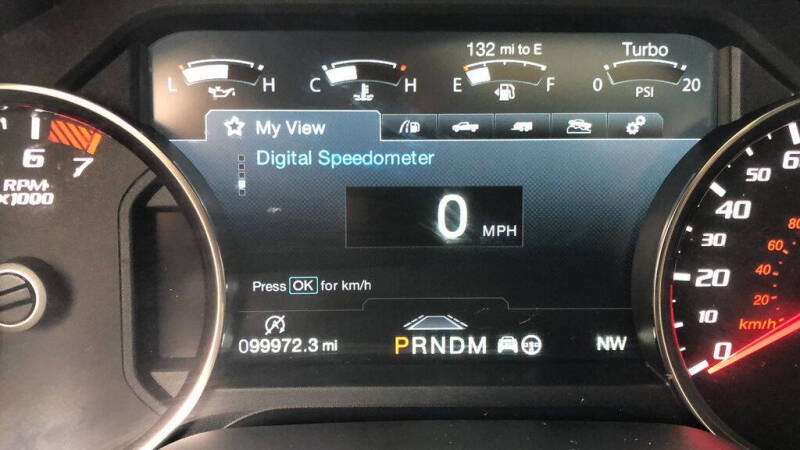 132 mi to E
Turbo
L H
C H
E F
0 20
PSI
My View
Digital Speedometer
0 MPH
Press OK for km/h
099972.3 mi
PRNDM
NW
6 7
RPM
X1000
0
10
20
30
40
50
6
20
40
60
80
km/h